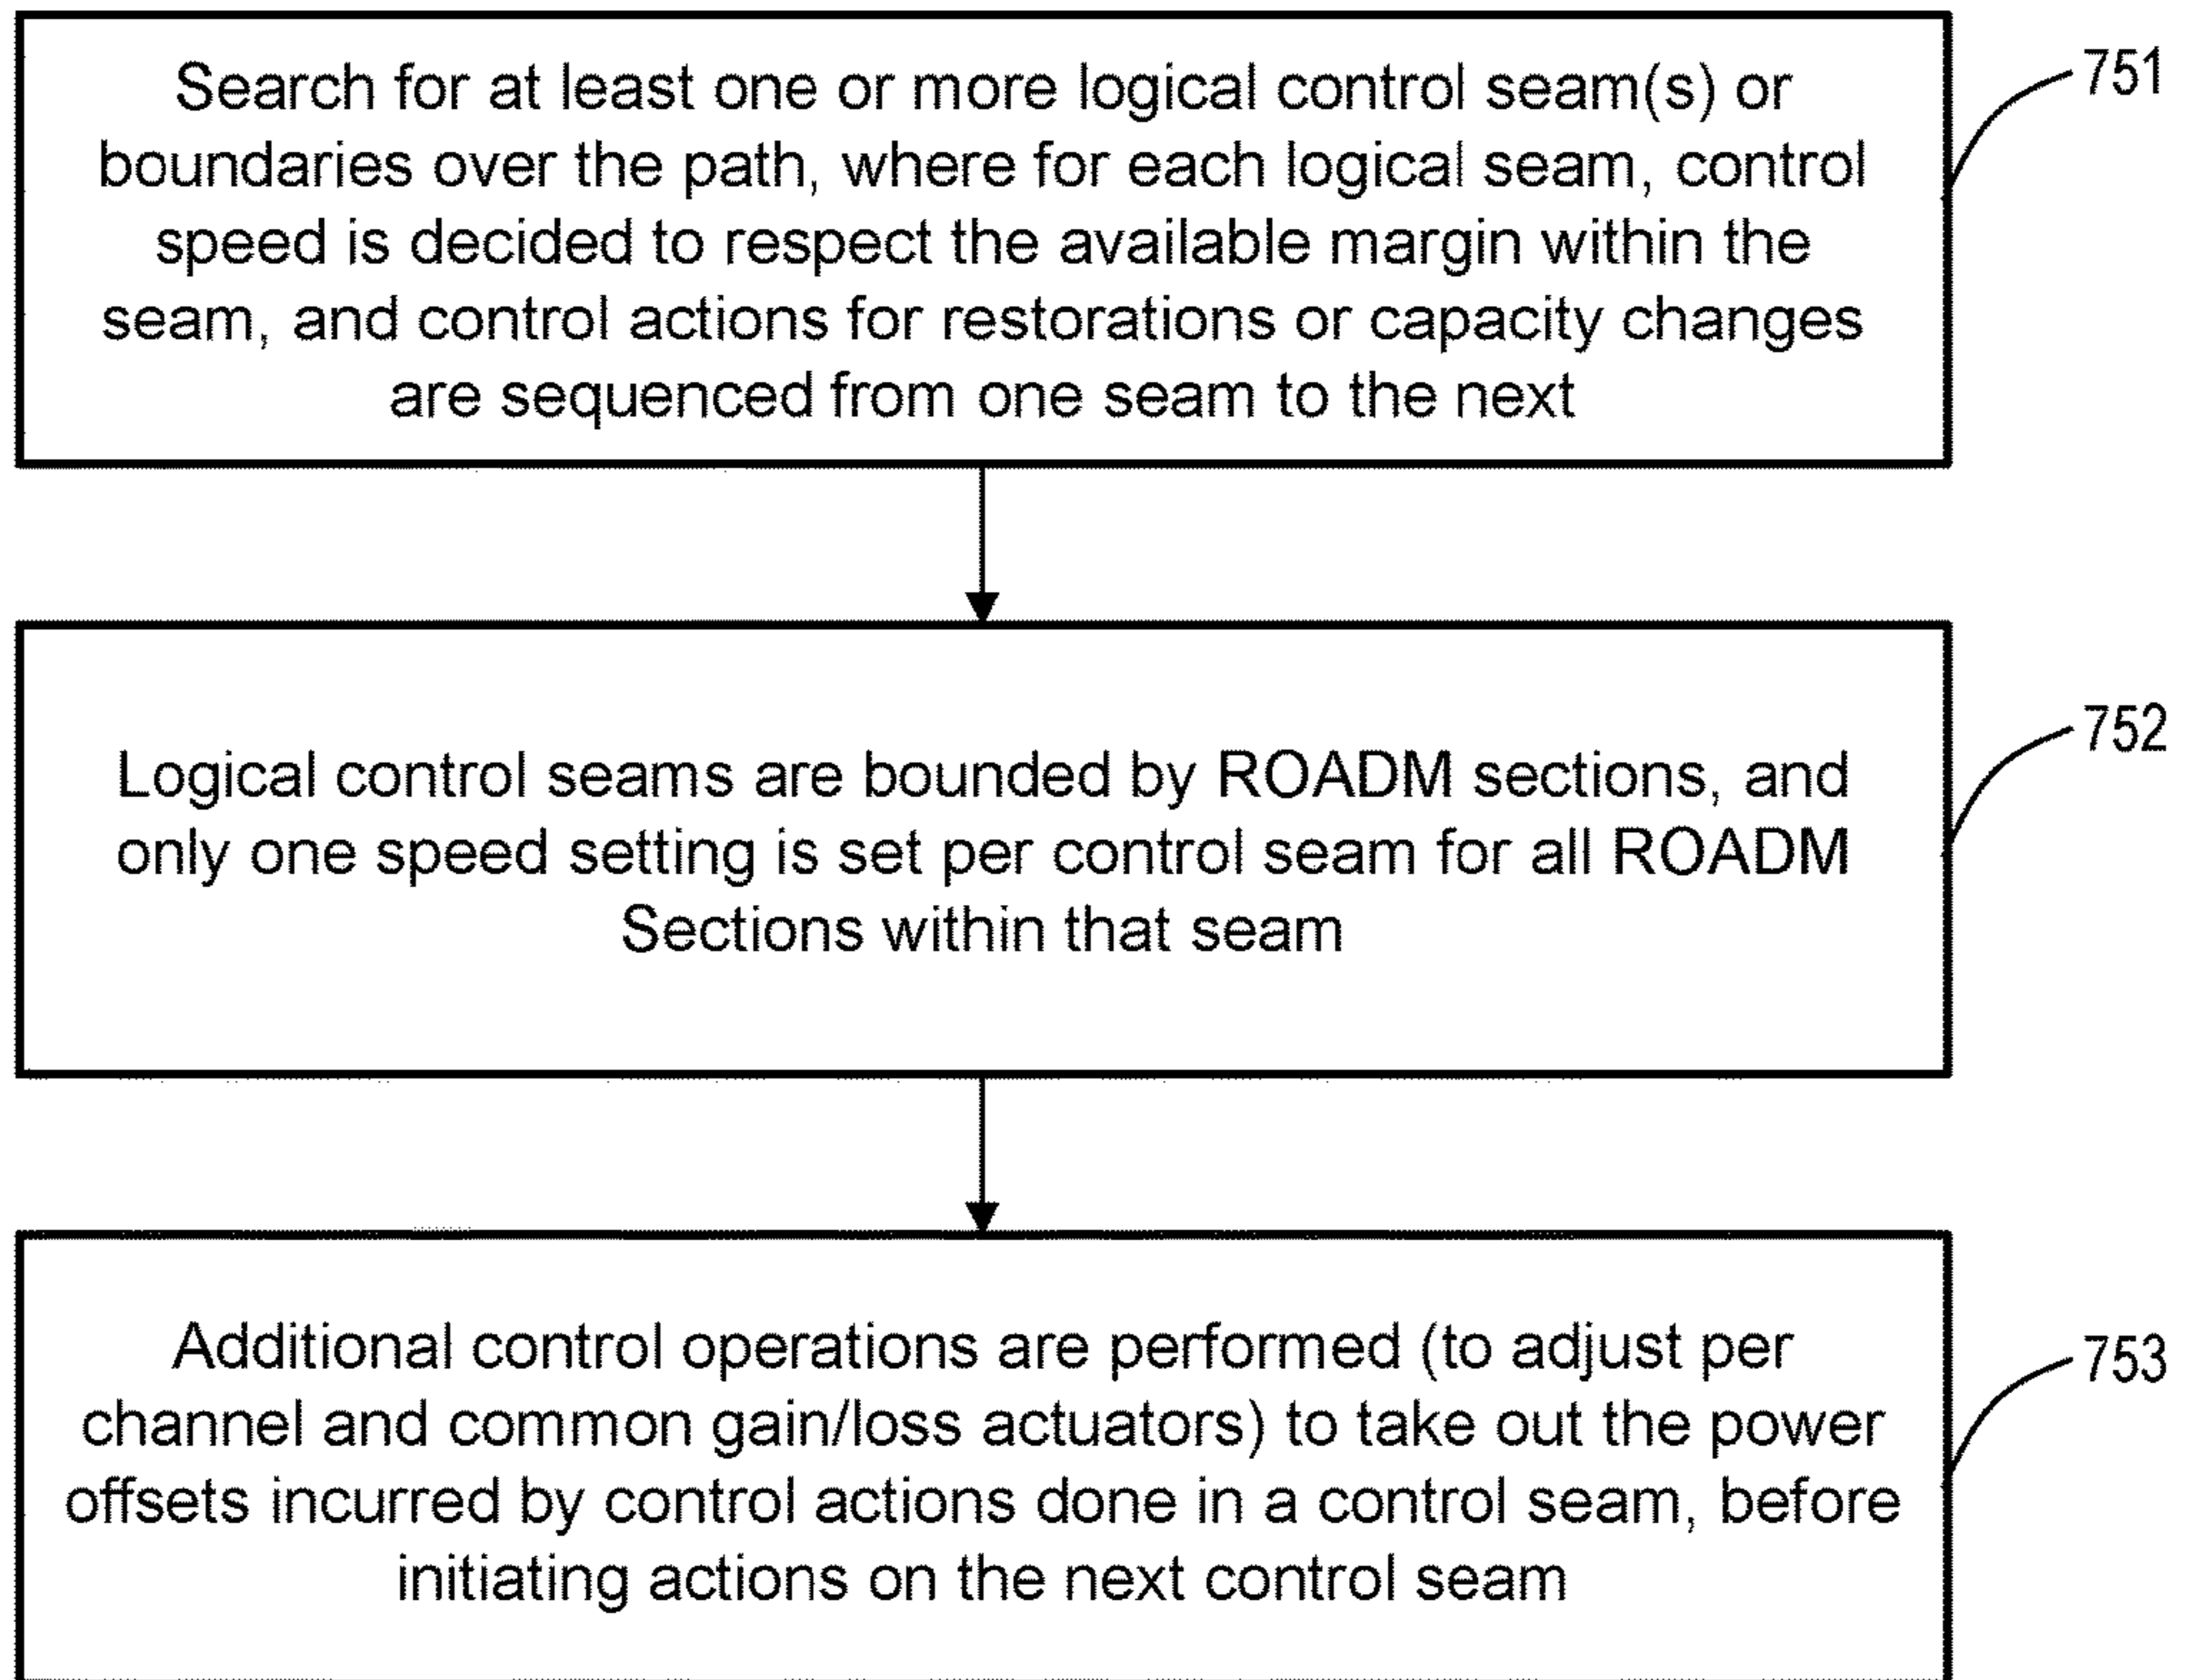 Search for at least one or more logical control seam(s) or
boundaries over the path, where for each logical seam, control
speed is decided to respect the available margin within the
seam, and control actions for restorations or capacity changes
are sequenced from one seam to the next
751
Logical control seams are bounded by ROADM sections, and
only one speed setting is set per control seam for all ROADM
Sections within that seam
752
Additional control operations are performed (to adjust per
channel and common gain/loss actuators) to take out the power
offsets incurred by control actions done in a control seam, before
initiating actions on the next control seam
753